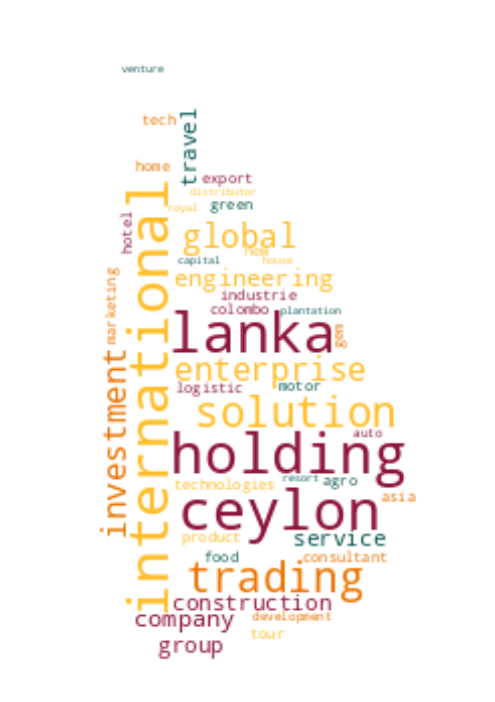 venture
tech
travel
home
export
distributor
royal
green
hotel
international
global
new
capital
house
engineering
marketing
industrie
colombo
plantation
lanka
gem
investment
enterprise
logistic
motor
solution
auto
holding
technologies
resort
agro
asia
ceylon
product
service
food
consultant
trading
construction
company
development
tour
group